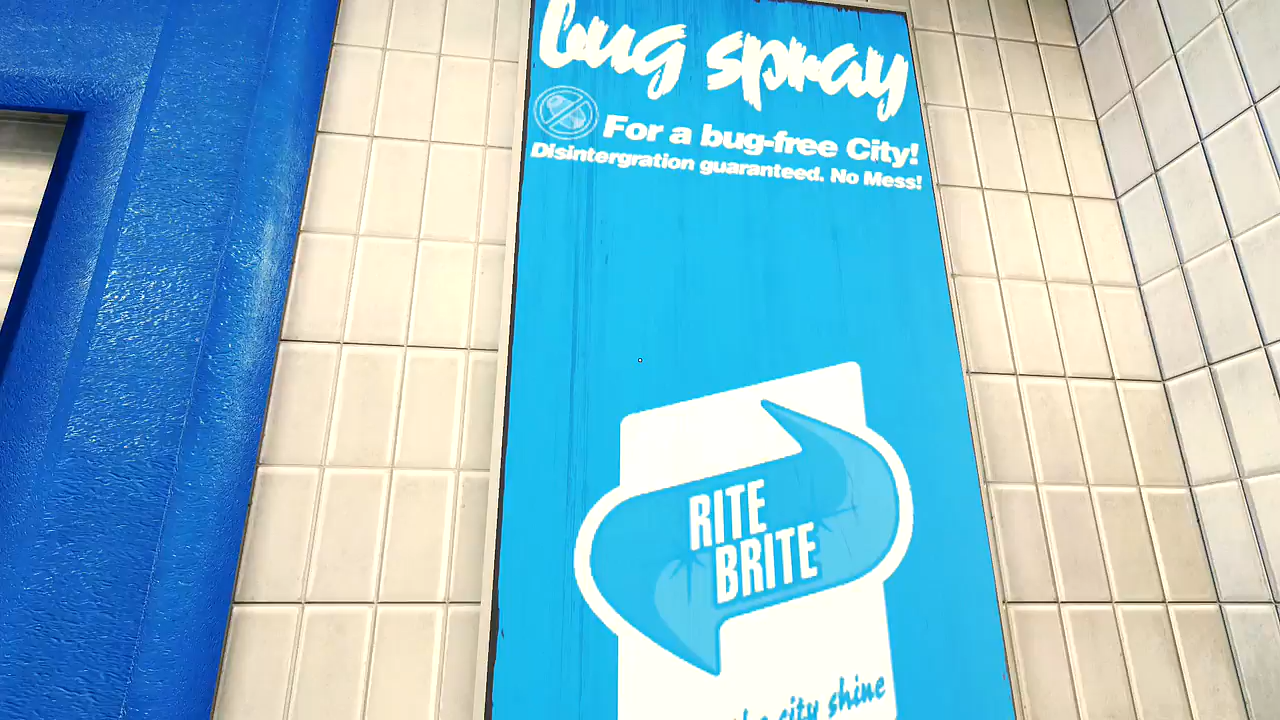 bug spray
For a bug-free City!
Disintergration guaranteed. No Mess!
RITE
BRITE
city shine